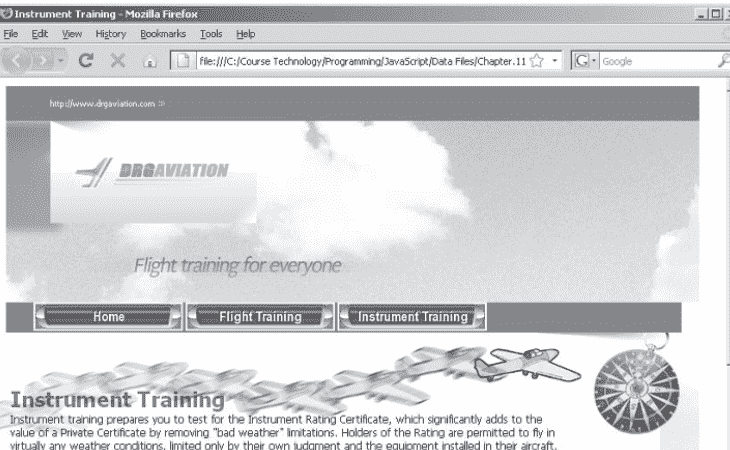 Instrument Training - Mozilla Firefox
File Edit View History Bookmarks Tools Help
file:///C:/Course Technology/Programming/JavaScript/Data Files/Chapter.11
G Google
http://www.drgaviation.com
DRGAVIATION
Flight training for everyone
Home Flight Training Instrument Training
Instrument Training
Instrument training prepares you to test for the Instrument Rating Certificate, which significantly adds to the
value of a Private Certificate by removing "bad weather" limitations. Holders of the Rating are permitted to fly in
virtually any weather conditions, limited only by their own judgment and the equipment installed in their aircraft.